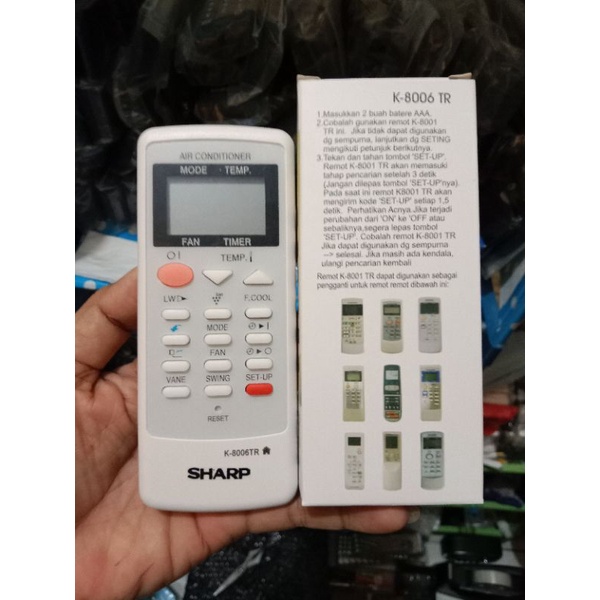 AIR CONDITIONER
MODE TEMP.
FAN TIMER
TEMP.
F.COOL
MODE
FAN
VANE SWING SET-UP
RESET
K-8006TR
SHARP
K-8006 TR
1.Masukkan 2 buah batere AAA.
2.Cobalah gunakan remot K-8001
TR ini. Jika tidak dapat digunakan
dg sempurna, lanjutkan dg SETING
mengikuti petunjuk berikutnya.
3.Tekan dan tahan tombol 'SET-UP'.
Remot K-8001 TR akan memasuki
tahap pencarian setelah 3 detik
(Jangan dilepas tombol 'SET-UP'nya).
Pada saat ini remot K8001 TR akan
mengirim kode 'SET-UP' setiap 1,5
detik. Perhatikan Acnya.Jika terjadi
perubahan dari 'ON' ke 'OFF atau
sebaliknya,segera lepas tombol
'SET-UP'. Cobalah remot K-8001 TR
Jika dapat digunakan dg sempurna
--> selesai. Jika masih ada kendala,
ulangi pencarian kembali
Remot K-8001 TR dapat digunakan sebagai
pengganti untuk remot remot dibawah ini: